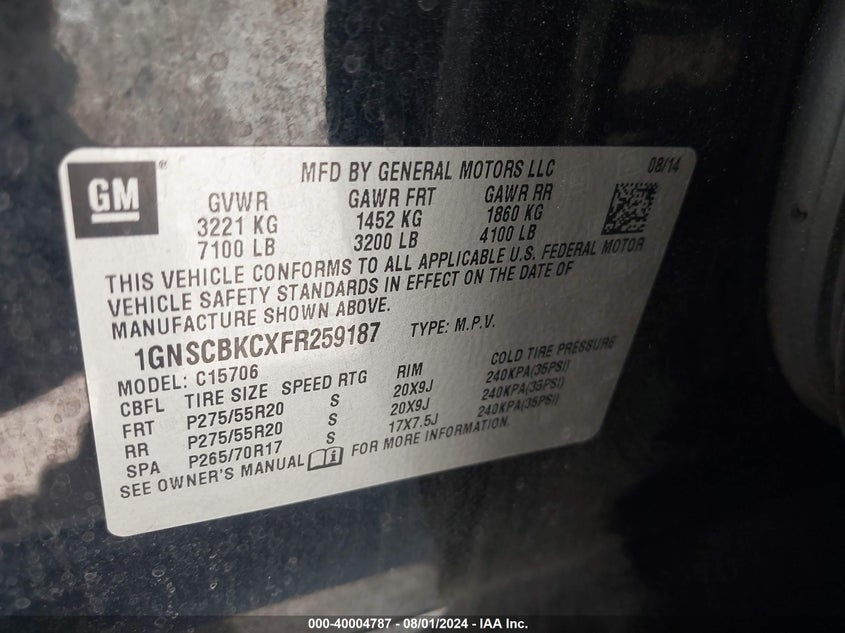 GM ® MFD BY GENERAL MOTORS LLC 08/14
GVWR GAWR FRT GAWR RR
3221 KG 1452 KG 1860 KG
7100 LB 3200 LB 4100 LB
THIS VEHICLE CONFORMS TO ALL APPLICABLE U.S. FEDERAL MOTOR
VEHICLE SAFETY STANDARDS IN EFFECT ON THE DATE OF
MANUFACTURE SHOWN ABOVE.
1GNSCBKCXFR259187 TYPE: M.P.V.
MODEL: C15706
CBFL TIRE SIZE SPEED RTG RIM COLD TIRE PRESSURE
FRT P275/55R20 S 20X9J 240KPA(35PSI)
RR P275/55R20 S 20X9J 240KPA(35PSI)
SPA P265/70R17 S 17X7.5J 240KPA(35PSI)
SEE OWNER'S MANUAL FOR MORE INFORMATION.
000-40004787 - 08/01/2024 - IAA Inc.